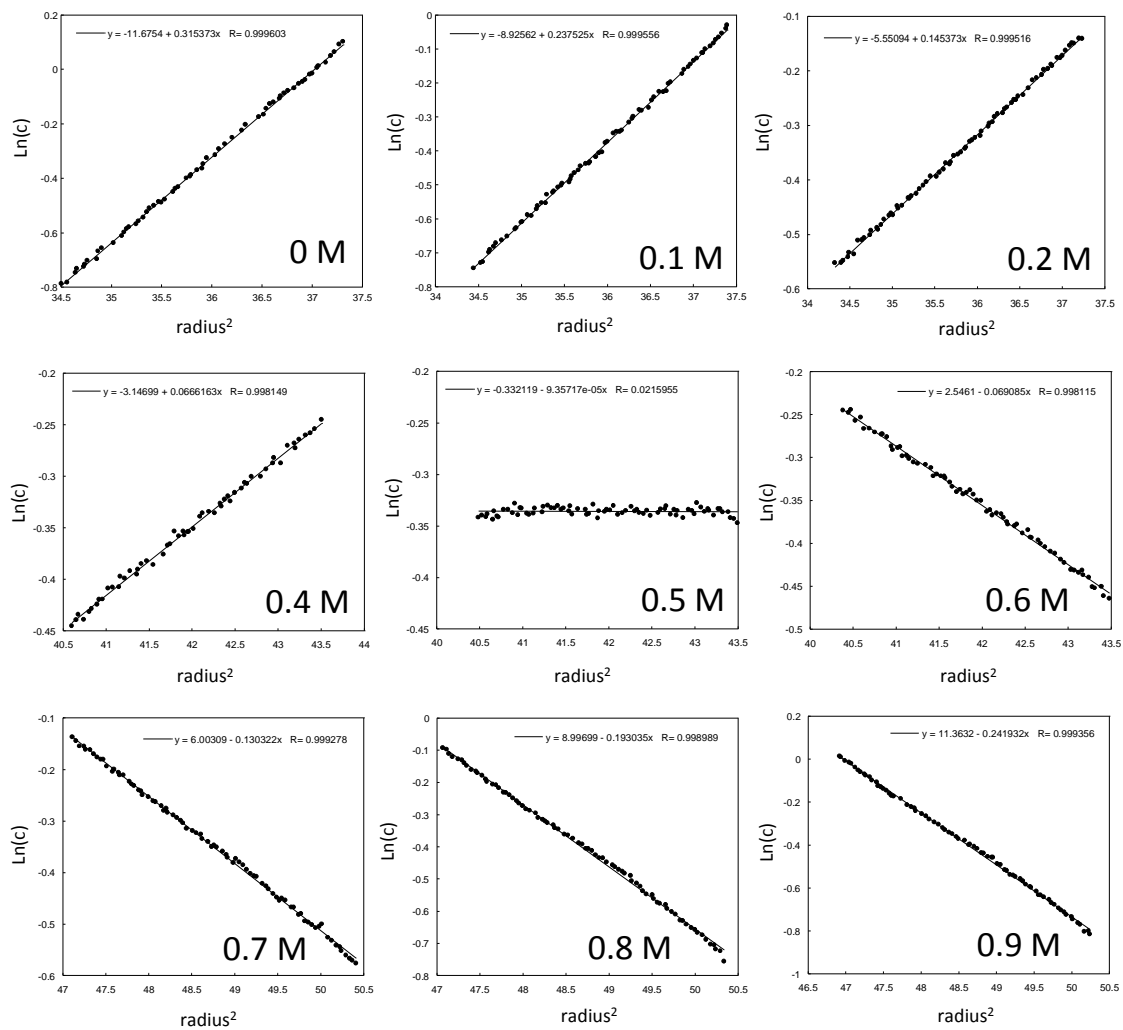 y = -11.6754 + 0.315373x R= 0.999603
Ln(c)
0.2
0
-0.2
-0.4
-0.6
-0.8
34.5 35 35.5 36 36.5 37 37.5
0 M
radius²
y = -8.92562 + 0.237525x R= 0.999556
Ln(c)
0
-0.1
-0.2
-0.3
-0.4
-0.5
-0.6
-0.7
-0.8
34 34.5 35 35.5 36 36.5 37 37.5
0.1 M
radius²
y = -5.55094 + 0.145373x R= 0.999516
Ln(c)
-0.1
-0.2
-0.3
-0.4
-0.5
-0.6
34 34.5 35 35.5 36 36.5 37 37.5
0.2 M
radius²
y = -3.14699 + 0.0666163x R= 0.998149
Ln(c)
-0.2
-0.25
-0.3
-0.35
-0.4
-0.45
40.5 41 41.5 42 42.5 43 43.5 44
0.4 M
radius²
y = -0.332119 - 9.35717e-05x R= 0.0215955
Ln(c)
-0.2
-0.25
-0.3
-0.35
-0.4
-0.45
40 40.5 41 41.5 42 42.5 43 43.5
0.5 M
radius²
y = 2.5461 - 0.069085x R= 0.998115
Ln(c)
-0.2
-0.25
-0.3
-0.35
-0.4
-0.45
-0.5
40 40.5 41 41.5 42 42.5 43 43.5
0.6 M
radius²
y = 6.00309 - 0.130322x R= 0.999278
Ln(c)
-0.1
-0.2
-0.3
-0.4
-0.5
-0.6
47 47.5 48 48.5 49 49.5 50 50.5
0.7 M
radius²
y = 8.99699 - 0.193035x R= 0.998989
Ln(c)
0
-0.1
-0.2
-0.3
-0.4
-0.5
-0.6
-0.7
-0.8
47 47.5 48 48.5 49 49.5 50 50.5
0.8 M
radius²
y = 11.3632 - 0.241932x R= 0.999356
Ln(c)
0.2
0
-0.2
-0.4
-0.6
-0.8
-1
46.5 47 47.5 48 48.5 49 49.5 50 50.5
0.9 M
radius²